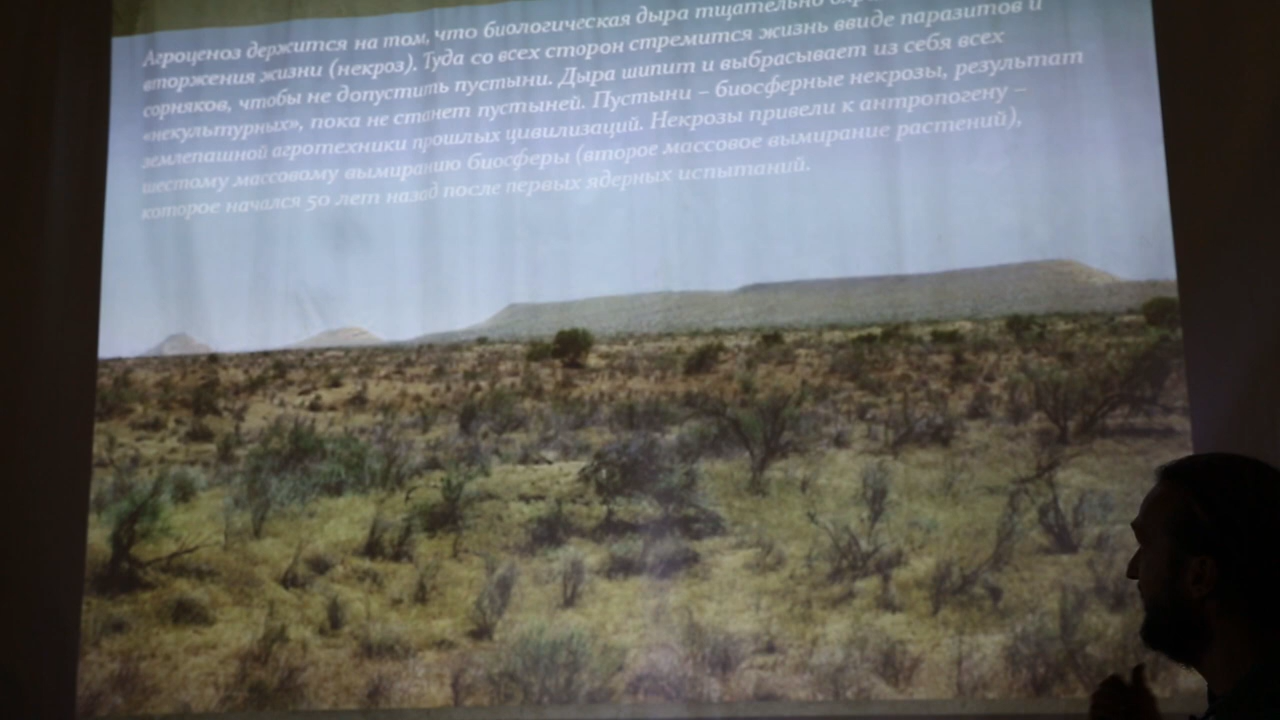 Агроценоз держится на том, что биологическая дыра тщательно
вторжения жизни (некроз). Туда со всех сторон стремится жизнь ввиде паразитов и
сорняков, чтобы не допустить пустыни. Дыра шипит и выбрасывает из себя всех
«некультурных», пока не станет пустыней. Пустыни – биосферные некрозы, результат
землепашной агротехники прошлых цивилизаций. Некрозы привели к антропогену –
шестому массовому вымиранию биосферы (второе массовое вымирание растений),
которое начался 50 лет назад после первых ядерных испытаний.